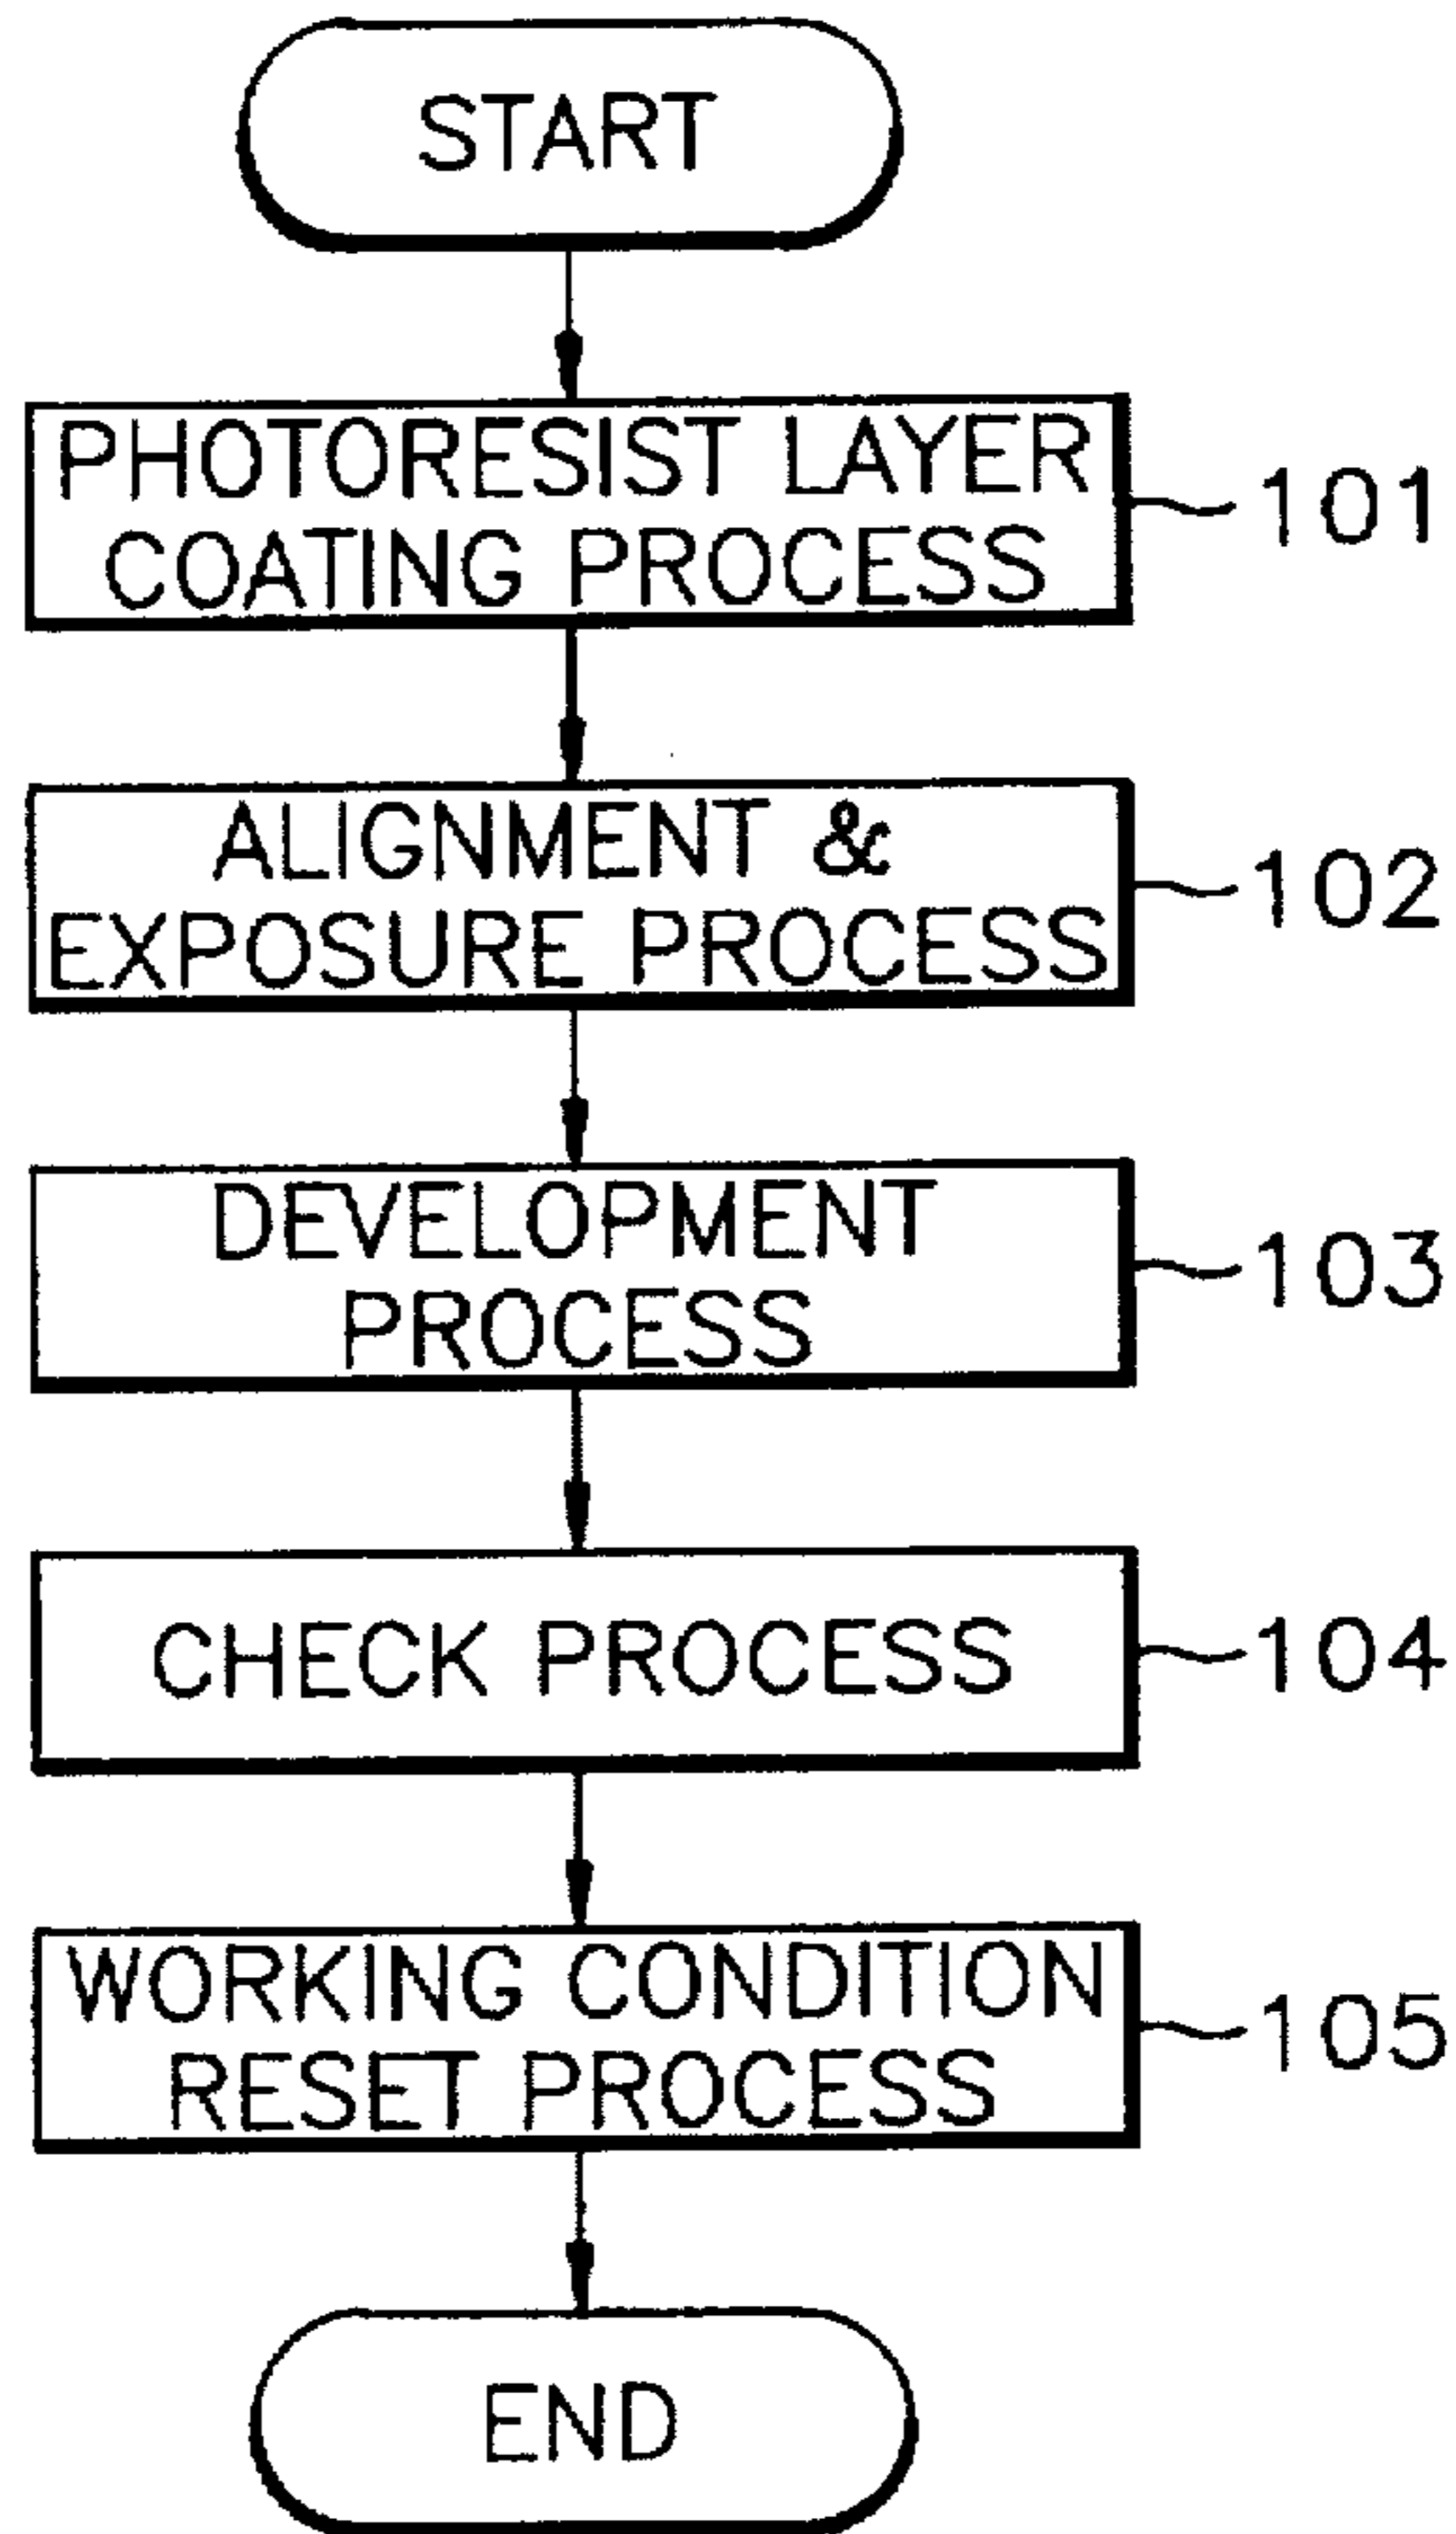 START
PHOTORESIST LAYER
COATING PROCESS
101
ALIGNMENT &
EXPOSURE PROCESS
102
DEVELOPMENT
PROCESS
103
CHECK PROCESS
104
WORKING CONDITION
RESET PROCESS
105
END